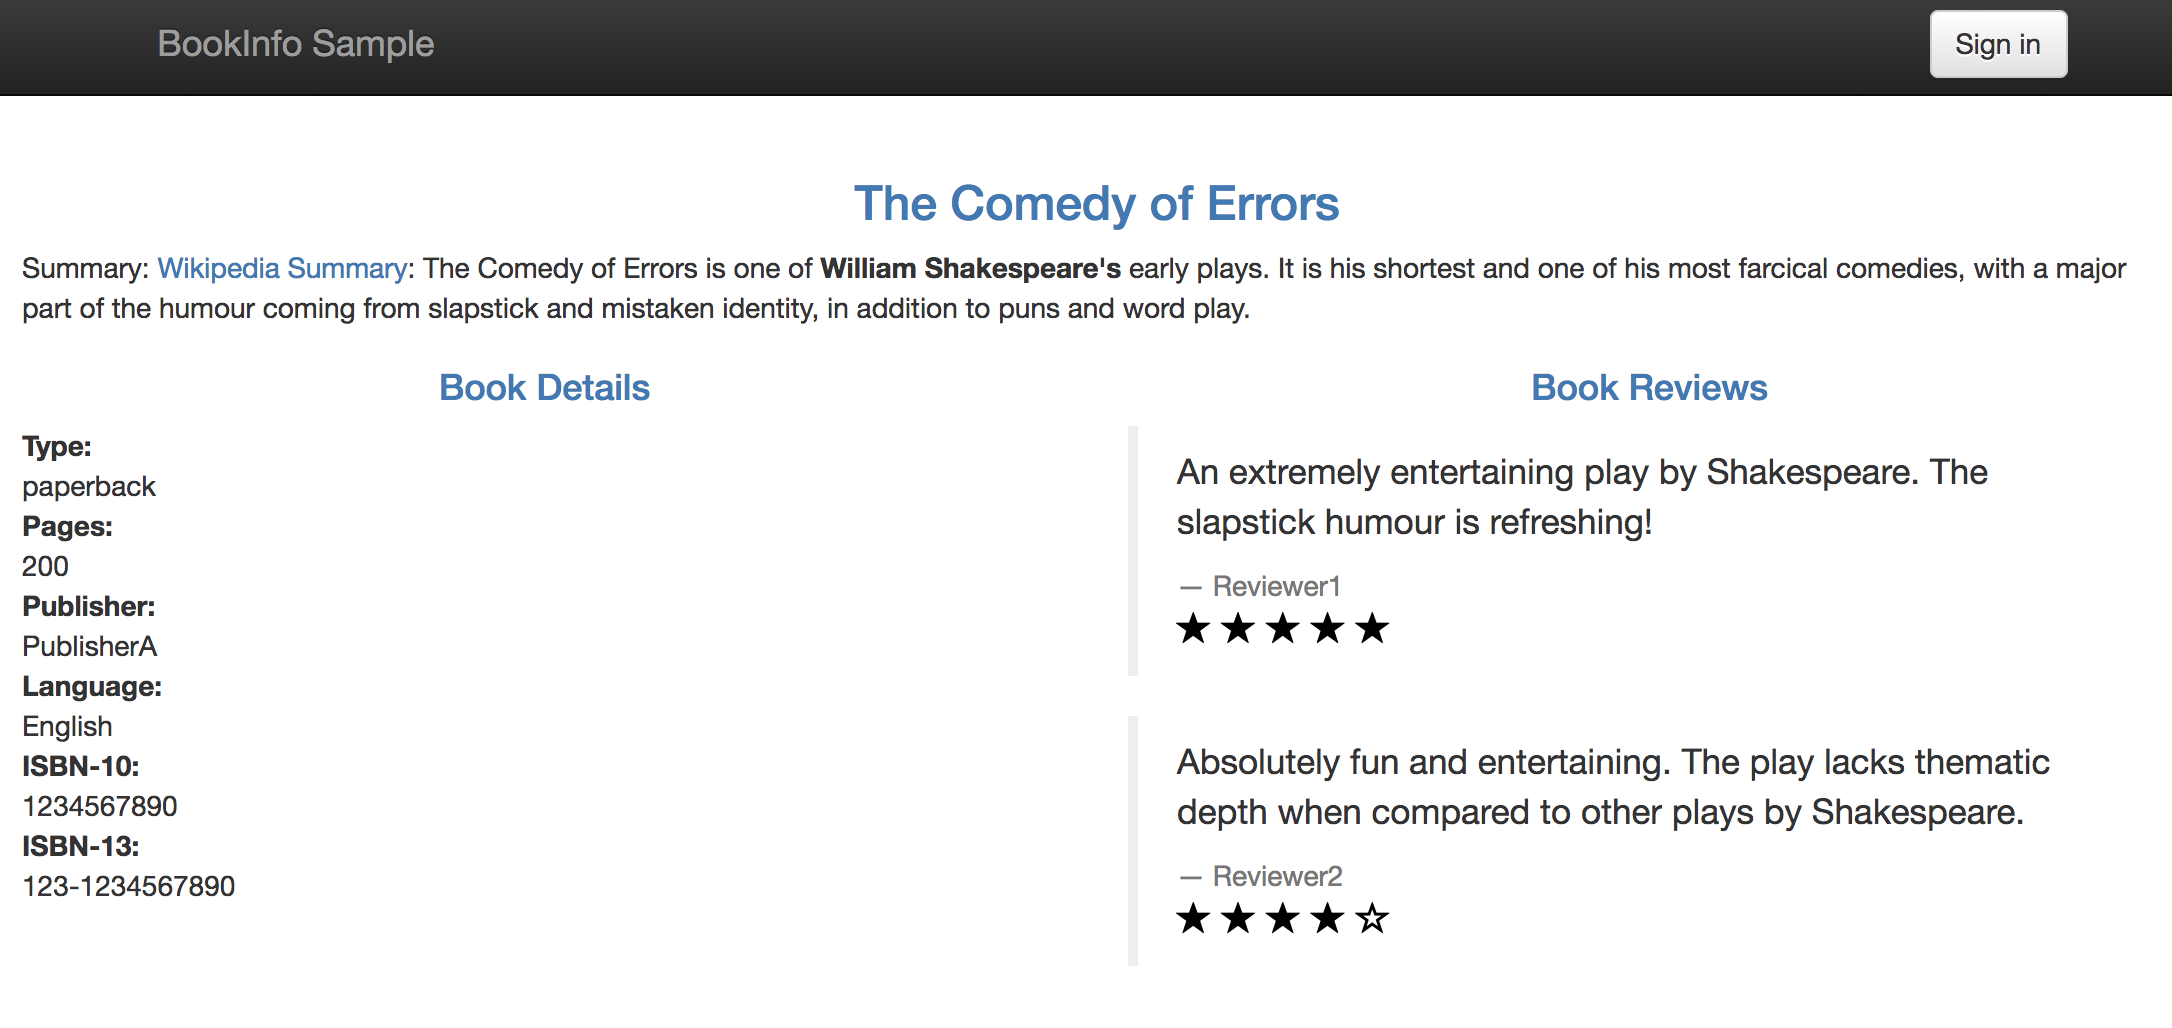 BookInfo Sample
Sign in
The Comedy of Errors
Summary: Wikipedia Summary: The Comedy of Errors is one of William Shakespeare's early plays. It is his shortest and one of his most farcical comedies, with a major
part of the humour coming from slapstick and mistaken identity, in addition to puns and word play.
Book Details
Type:
paperback
Pages:
200
Publisher:
PublisherA
Language:
English
ISBN-10:
1234567890
ISBN-13:
123-1234567890
Book Reviews
An extremely entertaining play by Shakespeare. The
slapstick humour is refreshing!
— Reviewer1
★ ★ ★ ★ ★
Absolutely fun and entertaining. The play lacks thematic
depth when compared to other plays by Shakespeare.
— Reviewer2
★ ★ ★ ★ ☆